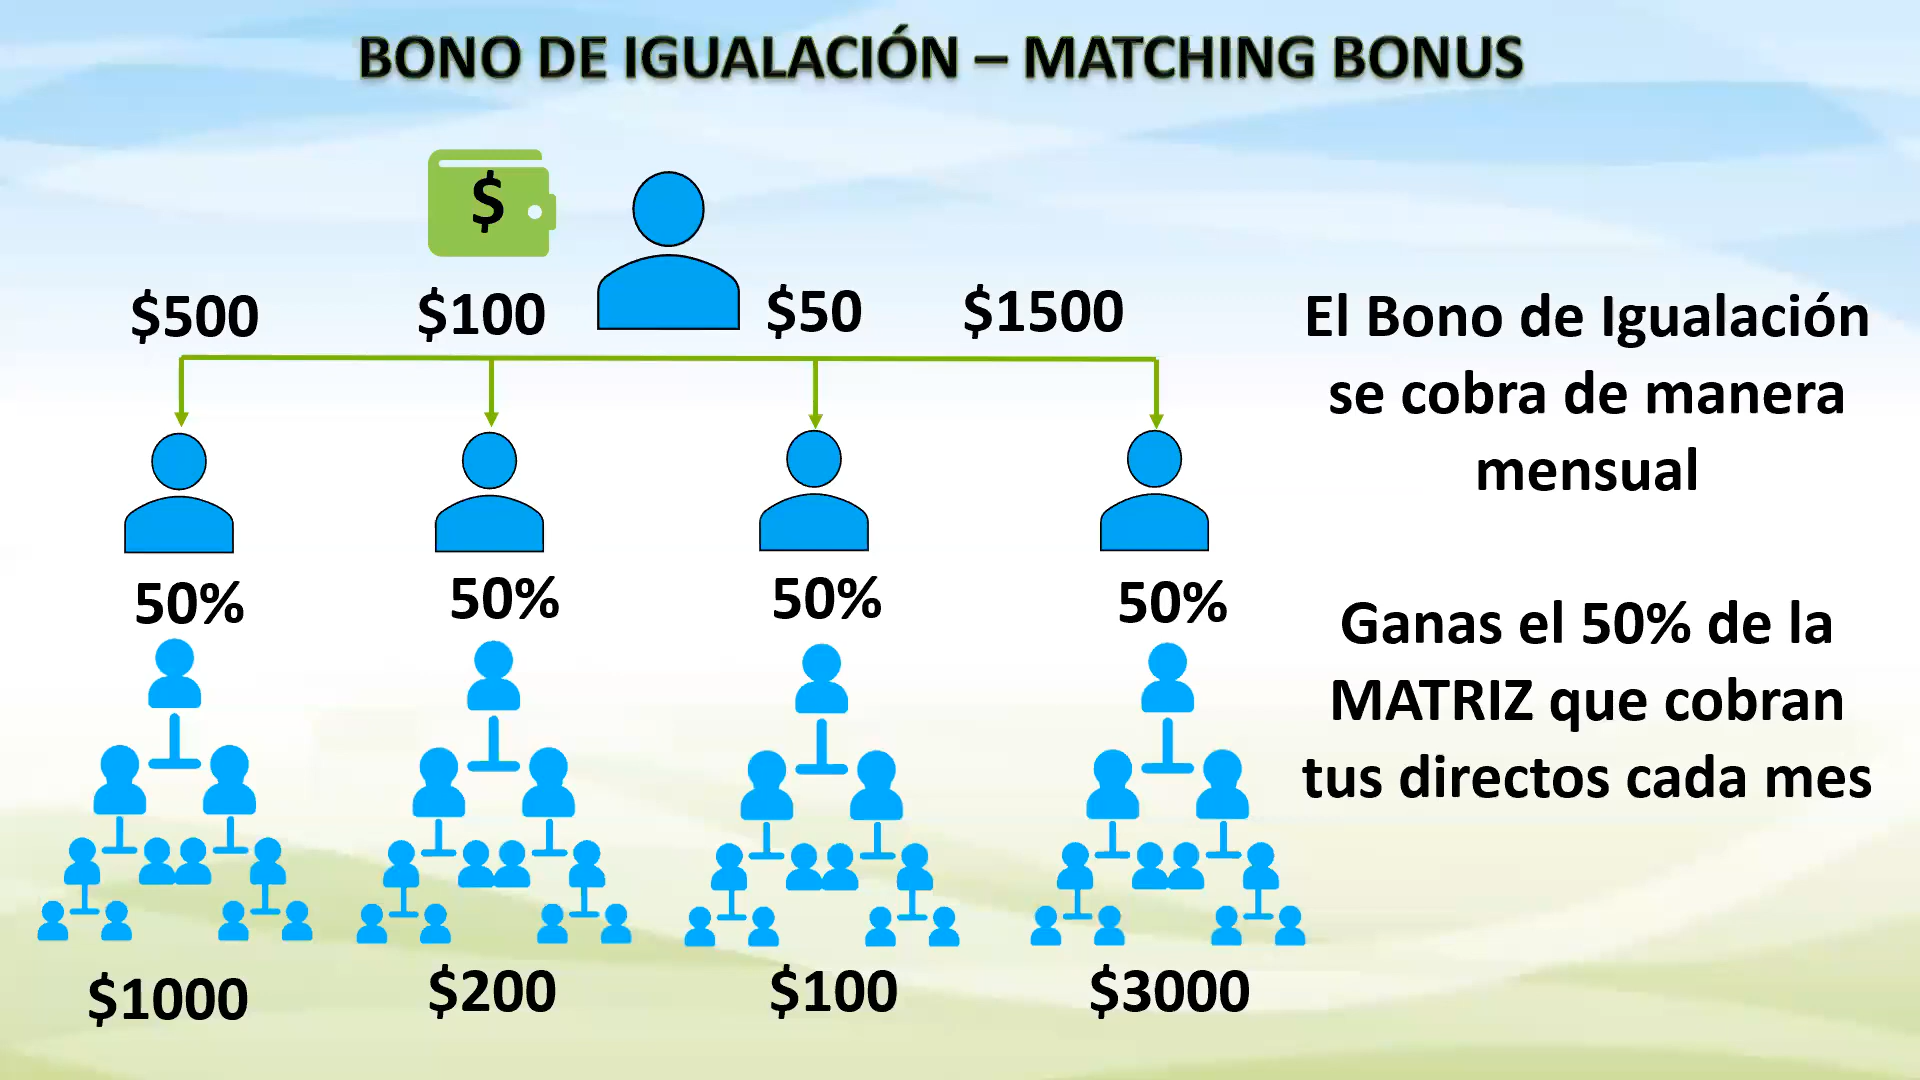 BONO DE IGUALACIÓN – MATCHING BONUS
$
$500
$100
$50
$1500
El Bono de Igualación
se cobra de manera
mensual
50%
50%
50%
50%
Ganas el 50% de la
MATRIZ que cobran
tus directos cada mes
$1000
$200
$100
$3000